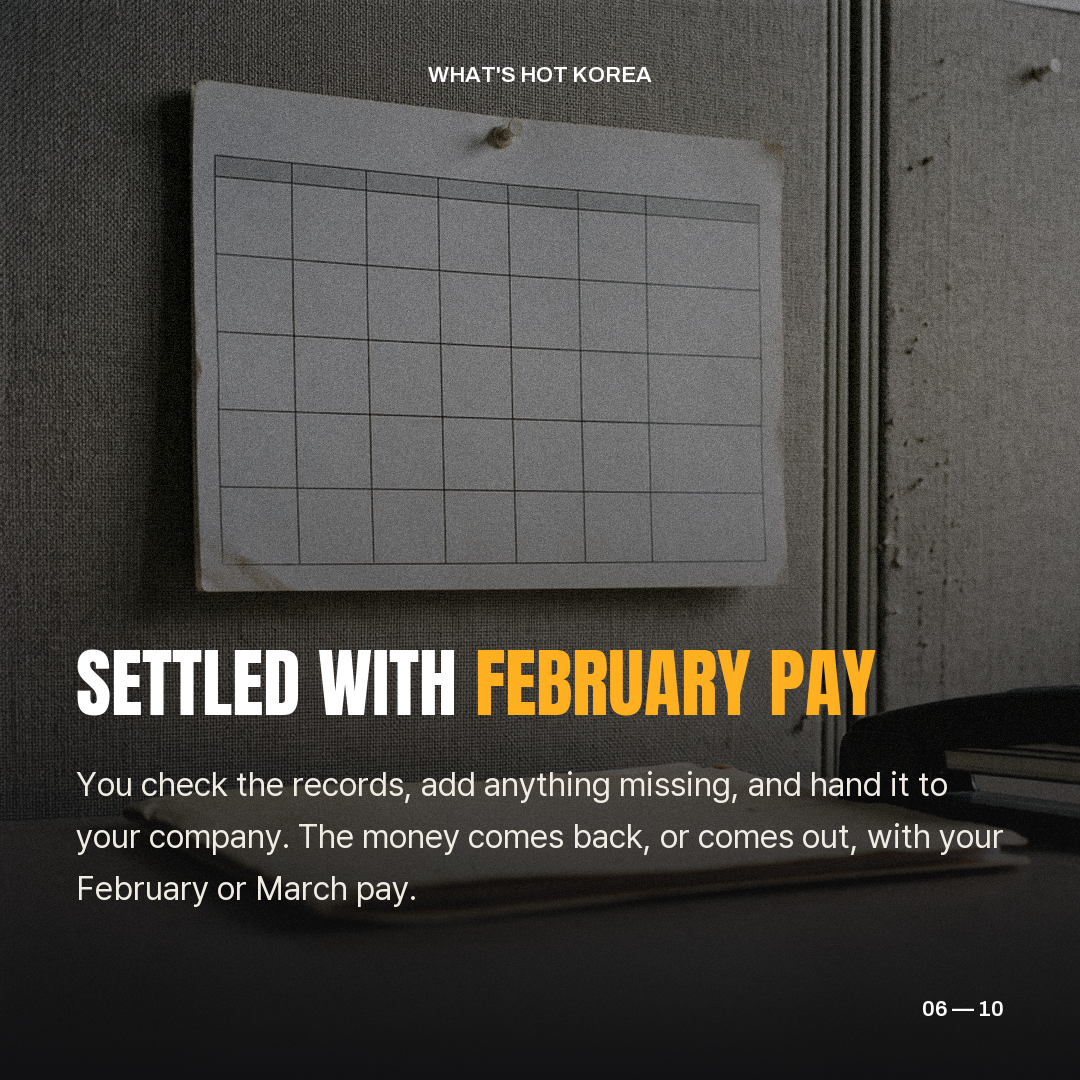 WHAT'S HOT KOREA
SETTLED WITH FEBRUARY PAY
You check the records, add anything missing, and hand it to
your company. The money comes back, or comes out, with your
February or March pay.
06 — 10